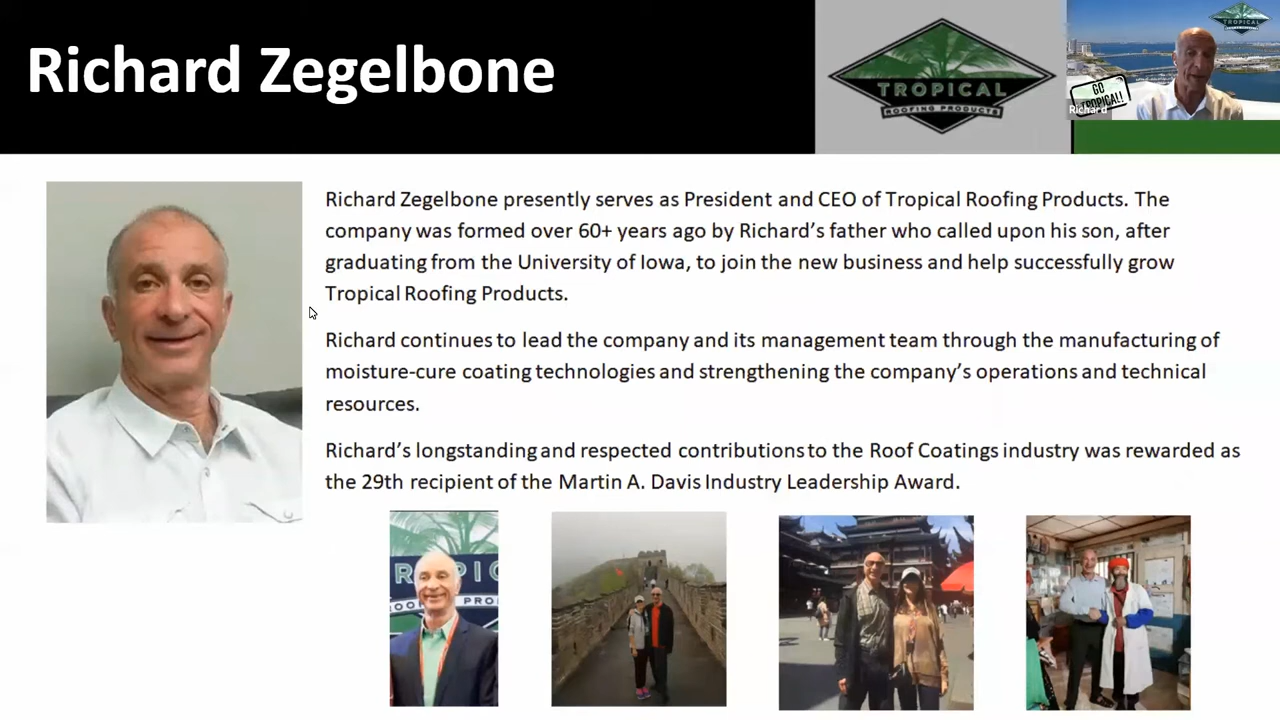 Richard Zegelbone
TROPICAL
ROOFING PRODUCTS
TROPICAL
GO
TROPICAL!!
Richard
Richard Zegelbone presently serves as President and CEO of Tropical Roofing Products. The
company was formed over 60+ years ago by Richard’s father who called upon his son, after
graduating from the University of Iowa, to join the new business and help successfully grow
Tropical Roofing Products.
Richard continues to lead the company and its management team through the manufacturing of
moisture-cure coating technologies and strengthening the company’s operations and technical
resources.
Richard’s longstanding and respected contributions to the Roof Coatings industry was rewarded as
the 29th recipient of the Martin A. Davis Industry Leadership Award.
ROPIC
ROOFING PRO